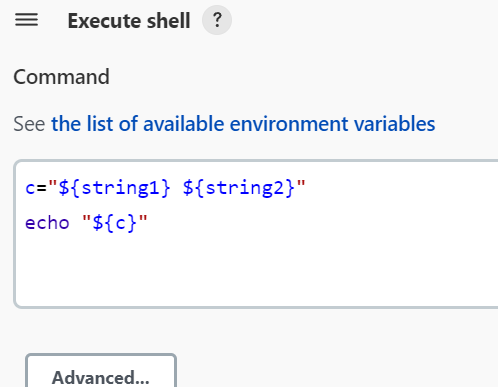 Execute shell ?
Command
See the list of available environment variables
c="${string1} ${string2}"
echo "${c}"
Advanced...